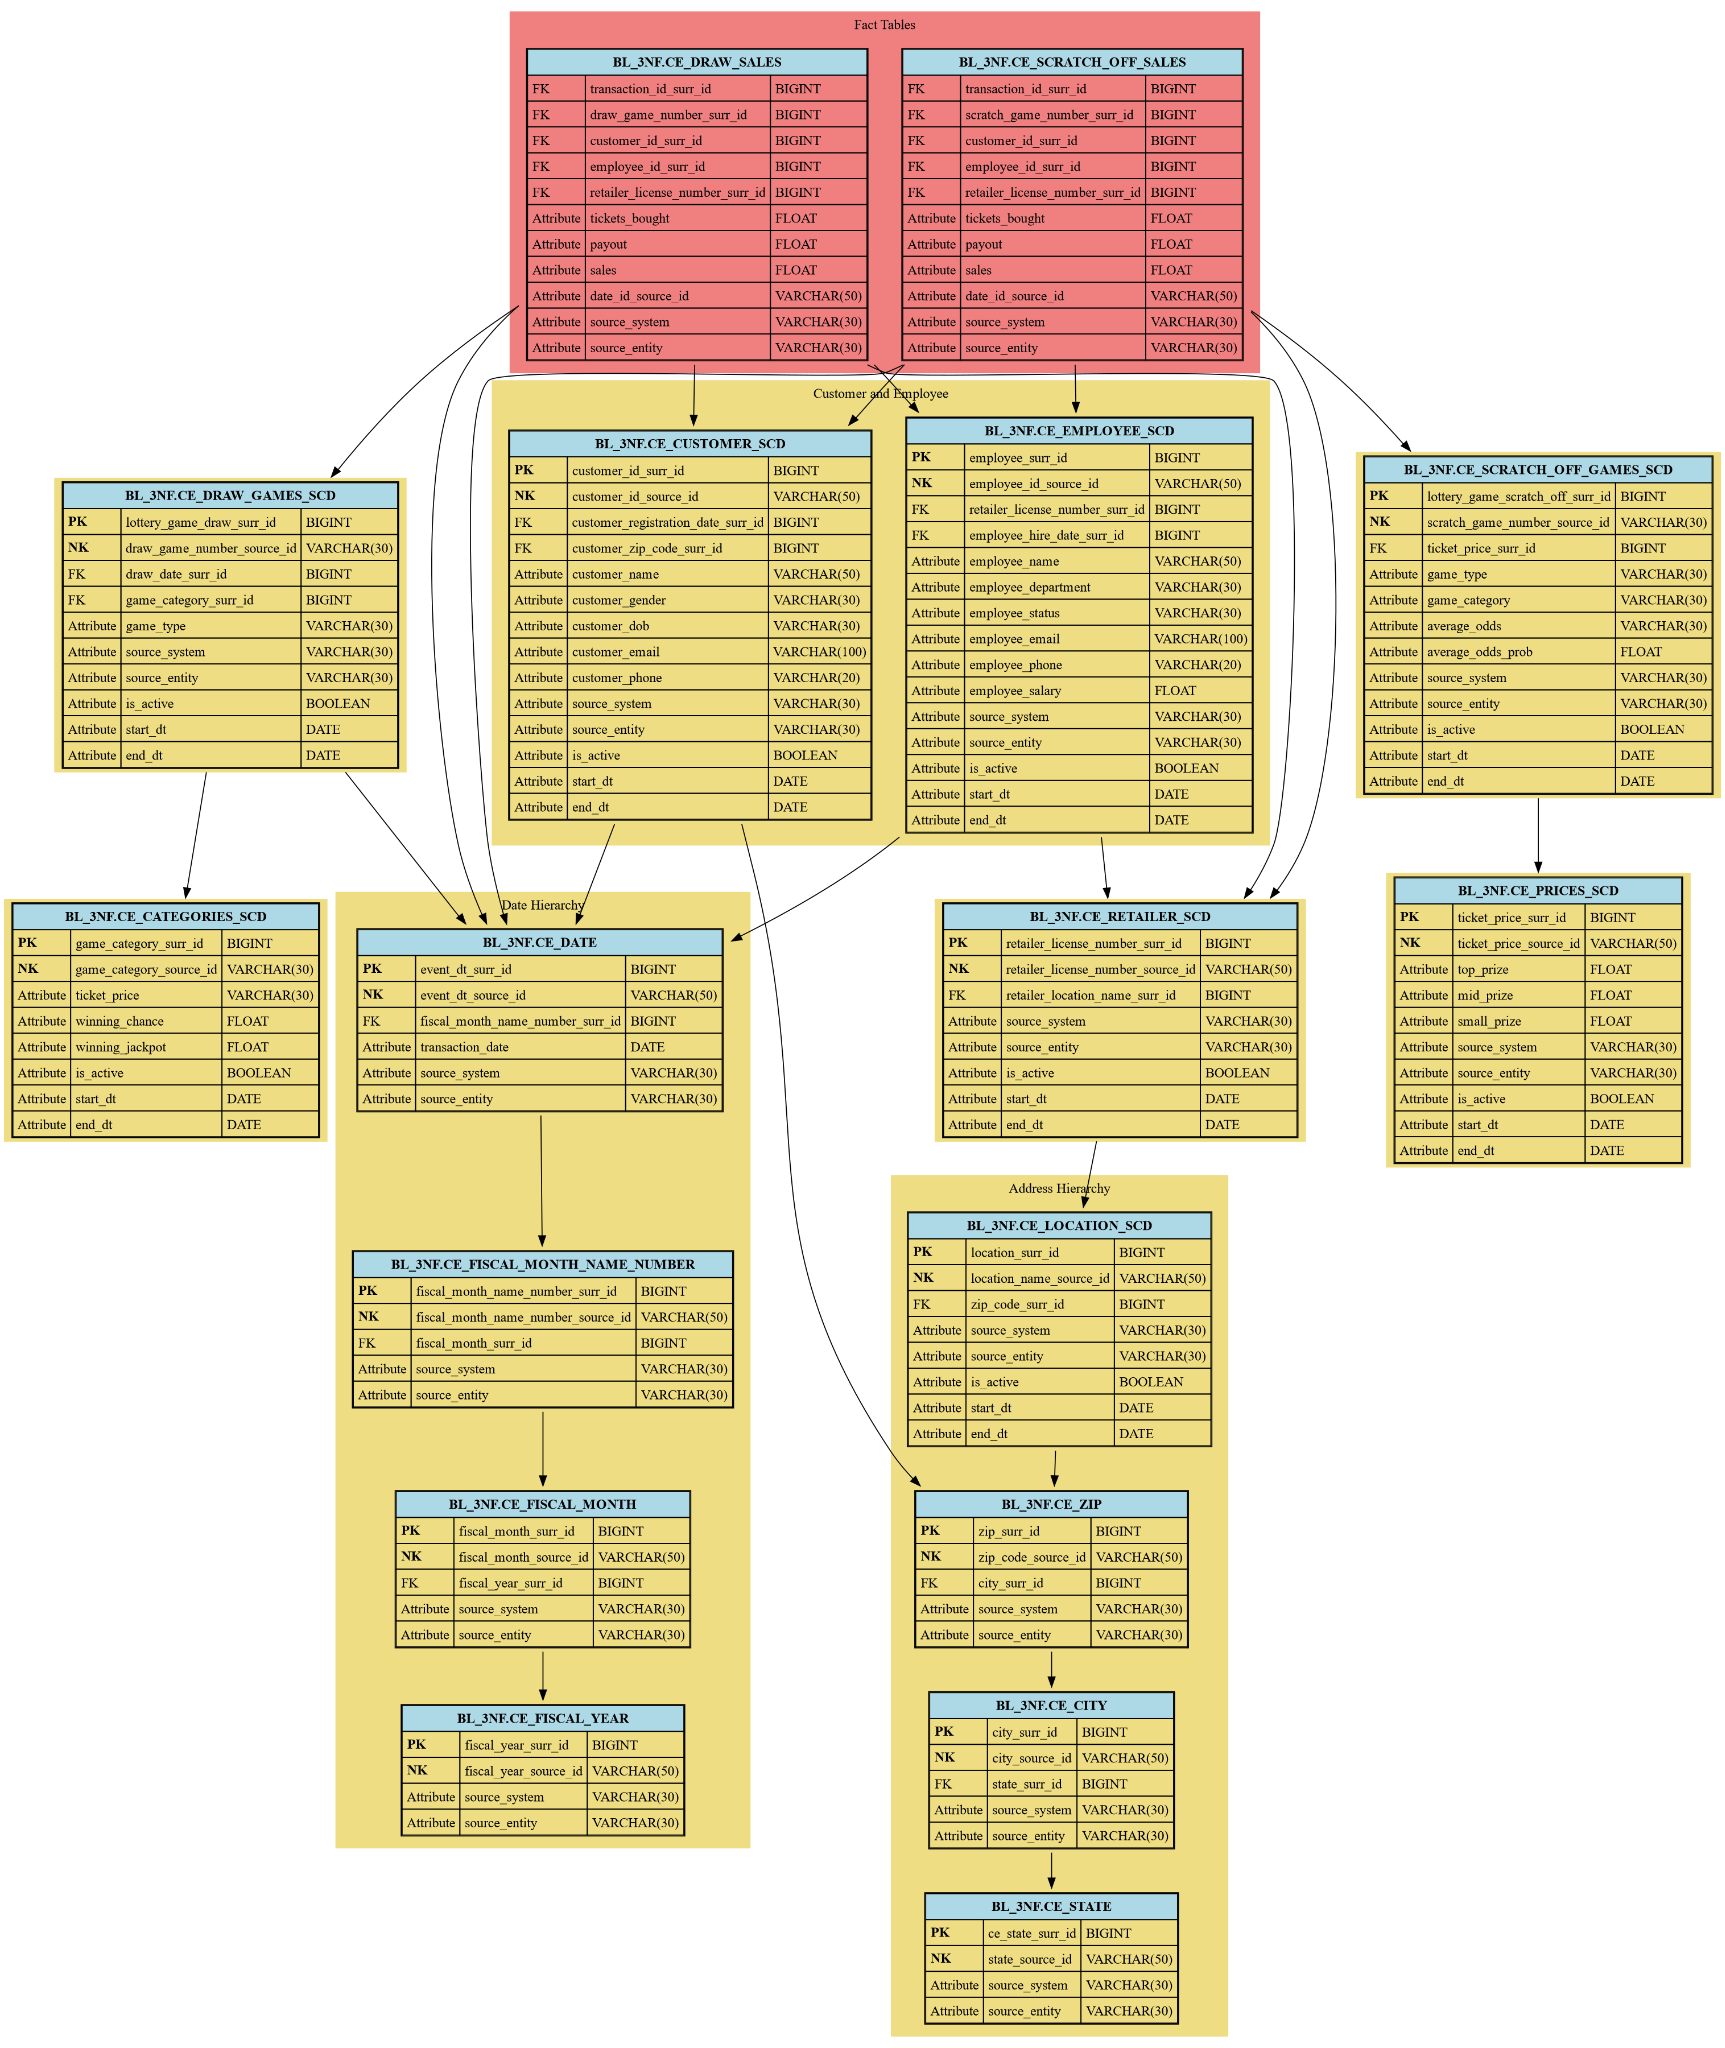 Fact Tables
BL_3NF.CE_DRAW_SALES
FK transaction_id_surr_id BIGINT
FK draw_game_number_surr_id BIGINT
FK customer_id_surr_id BIGINT
FK employee_id_surr_id BIGINT
FK retailer_license_number_surr_id BIGINT
Attribute tickets_bought FLOAT
Attribute payout FLOAT
Attribute sales FLOAT
Attribute date_id_source_id VARCHAR(50)
Attribute source_system VARCHAR(30)
Attribute source_entity VARCHAR(30)
BL_3NF.CE_SCRATCH_OFF_SALES
FK transaction_id_surr_id BIGINT
FK scratch_game_number_surr_id BIGINT
FK customer_id_surr_id BIGINT
FK employee_id_surr_id BIGINT
FK retailer_license_number_surr_id BIGINT
Attribute tickets_bought FLOAT
Attribute payout FLOAT
Attribute sales FLOAT
Attribute date_id_source_id VARCHAR(50)
Attribute source_system VARCHAR(30)
Attribute source_entity VARCHAR(30)
Customer and Employee
BL_3NF.CE_CUSTOMER_SCD
PK customer_id_surr_id BIGINT
NK customer_id_source_id VARCHAR(50)
FK customer_registration_date_surr_id BIGINT
FK customer_zip_code_surr_id BIGINT
Attribute customer_name VARCHAR(50)
Attribute customer_gender VARCHAR(30)
Attribute customer_dob VARCHAR(30)
Attribute customer_email VARCHAR(100)
Attribute customer_phone VARCHAR(20)
Attribute source_system VARCHAR(30)
Attribute source_entity VARCHAR(30)
Attribute is_active BOOLEAN
Attribute start_dt DATE
Attribute end_dt DATE
BL_3NF.CE_EMPLOYEE_SCD
PK employee_surr_id BIGINT
NK employee_id_source_id VARCHAR(50)
FK retailer_license_number_surr_id BIGINT
FK employee_hire_date_surr_id BIGINT
Attribute employee_name VARCHAR(50)
Attribute employee_department VARCHAR(30)
Attribute employee_status VARCHAR(30)
Attribute employee_email VARCHAR(100)
Attribute employee_phone VARCHAR(20)
Attribute employee_salary FLOAT
Attribute source_system VARCHAR(30)
Attribute source_entity VARCHAR(30)
Attribute is_active BOOLEAN
Attribute start_dt DATE
Attribute end_dt DATE
BL_3NF.CE_DRAW_GAMES_SCD
PK lottery_game_draw_surr_id BIGINT
NK draw_game_number_source_id VARCHAR(30)
FK draw_date_surr_id BIGINT
FK game_category_surr_id BIGINT
Attribute game_type VARCHAR(30)
Attribute source_system VARCHAR(30)
Attribute source_entity VARCHAR(30)
Attribute is_active BOOLEAN
Attribute start_dt DATE
Attribute end_dt DATE
BL_3NF.CE_SCRATCH_OFF_GAMES_SCD
PK lottery_game_scratch_off_surr_id BIGINT
NK scratch_game_number_source_id VARCHAR(30)
FK ticket_price_surr_id BIGINT
Attribute game_type VARCHAR(30)
Attribute game_category VARCHAR(30)
Attribute average_odds VARCHAR(30)
Attribute average_odds_prob FLOAT
Attribute source_system VARCHAR(30)
Attribute source_entity VARCHAR(30)
Attribute is_active BOOLEAN
Attribute start_dt DATE
Attribute end_dt DATE
BL_3NF.CE_CATEGORIES_SCD
PK game_category_surr_id BIGINT
NK game_category_source_id VARCHAR(30)
Attribute ticket_price VARCHAR(30)
Attribute winning_chance FLOAT
Attribute winning_jackpot FLOAT
Attribute is_active BOOLEAN
Attribute start_dt DATE
Attribute end_dt DATE
Date Hierarchy
BL_3NF.CE_DATE
PK event_dt_surr_id BIGINT
NK event_dt_source_id VARCHAR(50)
FK fiscal_month_name_number_surr_id BIGINT
Attribute transaction_date DATE
Attribute source_system VARCHAR(30)
Attribute source_entity VARCHAR(30)
BL_3NF.CE_RETAILER_SCD
PK retailer_license_number_surr_id BIGINT
NK retailer_license_number_source_id VARCHAR(50)
FK retailer_location_name_surr_id BIGINT
Attribute source_system VARCHAR(30)
Attribute source_entity VARCHAR(30)
Attribute is_active BOOLEAN
Attribute start_dt DATE
Attribute end_dt DATE
BL_3NF.CE_PRICES_SCD
PK ticket_price_surr_id BIGINT
NK ticket_price_source_id VARCHAR(50)
Attribute top_prize FLOAT
Attribute mid_prize FLOAT
Attribute small_prize FLOAT
Attribute source_system VARCHAR(30)
Attribute source_entity VARCHAR(30)
Attribute is_active BOOLEAN
Attribute start_dt DATE
Attribute end_dt DATE
Address Hierarchy
BL_3NF.CE_LOCATION_SCD
PK location_surr_id BIGINT
NK location_name_source_id VARCHAR(50)
FK zip_code_surr_id BIGINT
Attribute source_system VARCHAR(30)
Attribute source_entity VARCHAR(30)
Attribute is_active BOOLEAN
Attribute start_dt DATE
Attribute end_dt DATE
BL_3NF.CE_FISCAL_MONTH_NAME_NUMBER
PK fiscal_month_name_number_surr_id BIGINT
NK fiscal_month_name_number_source_id VARCHAR(50)
FK fiscal_month_surr_id BIGINT
Attribute source_system VARCHAR(30)
Attribute source_entity VARCHAR(30)
BL_3NF.CE_FISCAL_MONTH
PK fiscal_month_surr_id BIGINT
NK fiscal_month_source_id VARCHAR(50)
FK fiscal_year_surr_id BIGINT
Attribute source_system VARCHAR(30)
Attribute source_entity VARCHAR(30)
BL_3NF.CE_ZIP
PK zip_surr_id BIGINT
NK zip_code_source_id VARCHAR(50)
FK city_surr_id BIGINT
Attribute source_system VARCHAR(30)
Attribute source_entity VARCHAR(30)
BL_3NF.CE_FISCAL_YEAR
PK fiscal_year_surr_id BIGINT
NK fiscal_year_source_id VARCHAR(50)
Attribute source_system VARCHAR(30)
Attribute source_entity VARCHAR(30)
BL_3NF.CE_CITY
PK city_surr_id BIGINT
NK city_source_id VARCHAR(50)
FK state_surr_id BIGINT
Attribute source_system VARCHAR(30)
Attribute source_entity VARCHAR(30)
BL_3NF.CE_STATE
PK ce_state_surr_id BIGINT
NK state_source_id VARCHAR(50)
Attribute source_system VARCHAR(30)
Attribute source_entity VARCHAR(30)